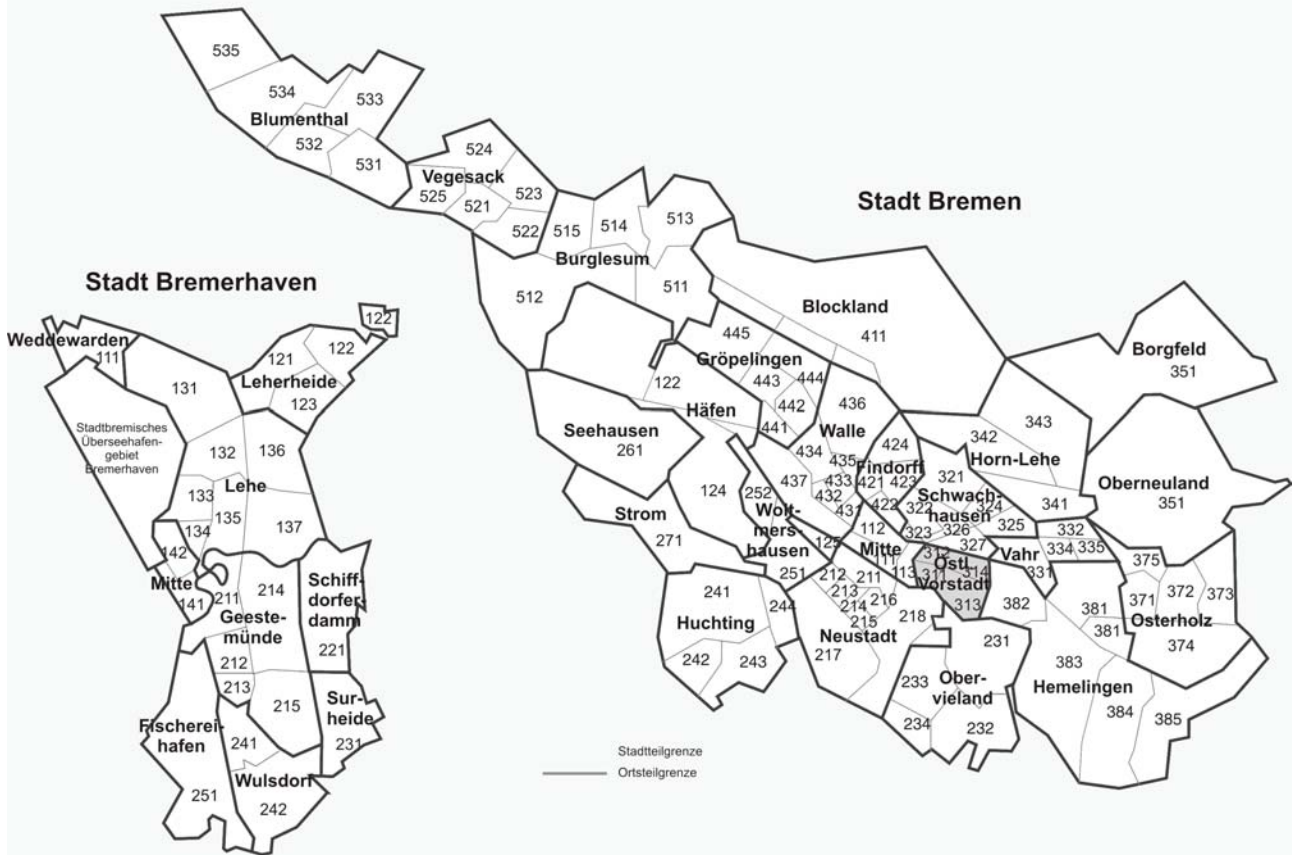 535
534
533
Blumenthal
532
531
524
Vegesack
525
523
521
522
515
514
513
Burglesum
512
511
Stadt Bremen
Stadt Bremerhaven
Blockland
411
445
Gröpelingen
443
444
442
441
122
Häfen
436
Walle
434
435
437
433
432
431
Borgfeld
351
343
342
Horn-Lehe
341
Oberneuland
351
424
Findorff
421
423
422
321
Schwach-
hausen
322
324
323
326
325
327
Seehausen
261
124
252
Wolt-
mers-
hausen
125
251
Strom
271
112
Mitte
111
113
312
Östl.
Vorstadt
311
314
313
Vahr
332
334
335
331
375
371
372
373
Osterholz
374
241
Huchting
244
242
243
212
211
213
214
216
215
Neustadt
218
217
382
231
233
Ober-
vieland
234
232
381
381
383
Hemelingen
384
385
Weddewarden
111
122
121
122
Leherheide
123
131
Stadtbremisches
Überseehafen-
gebiet
Bremerhaven
132
136
Lehe
133
135
134
137
142
Mitte
141
211
214
Geeste-
münde
Schiff-
dorfer-
damm
221
212
213
215
Sur-
heide
231
Fischerei-
hafen
251
241
Wulsdorf
242
Stadtteilgrenze
Ortsteilgrenze